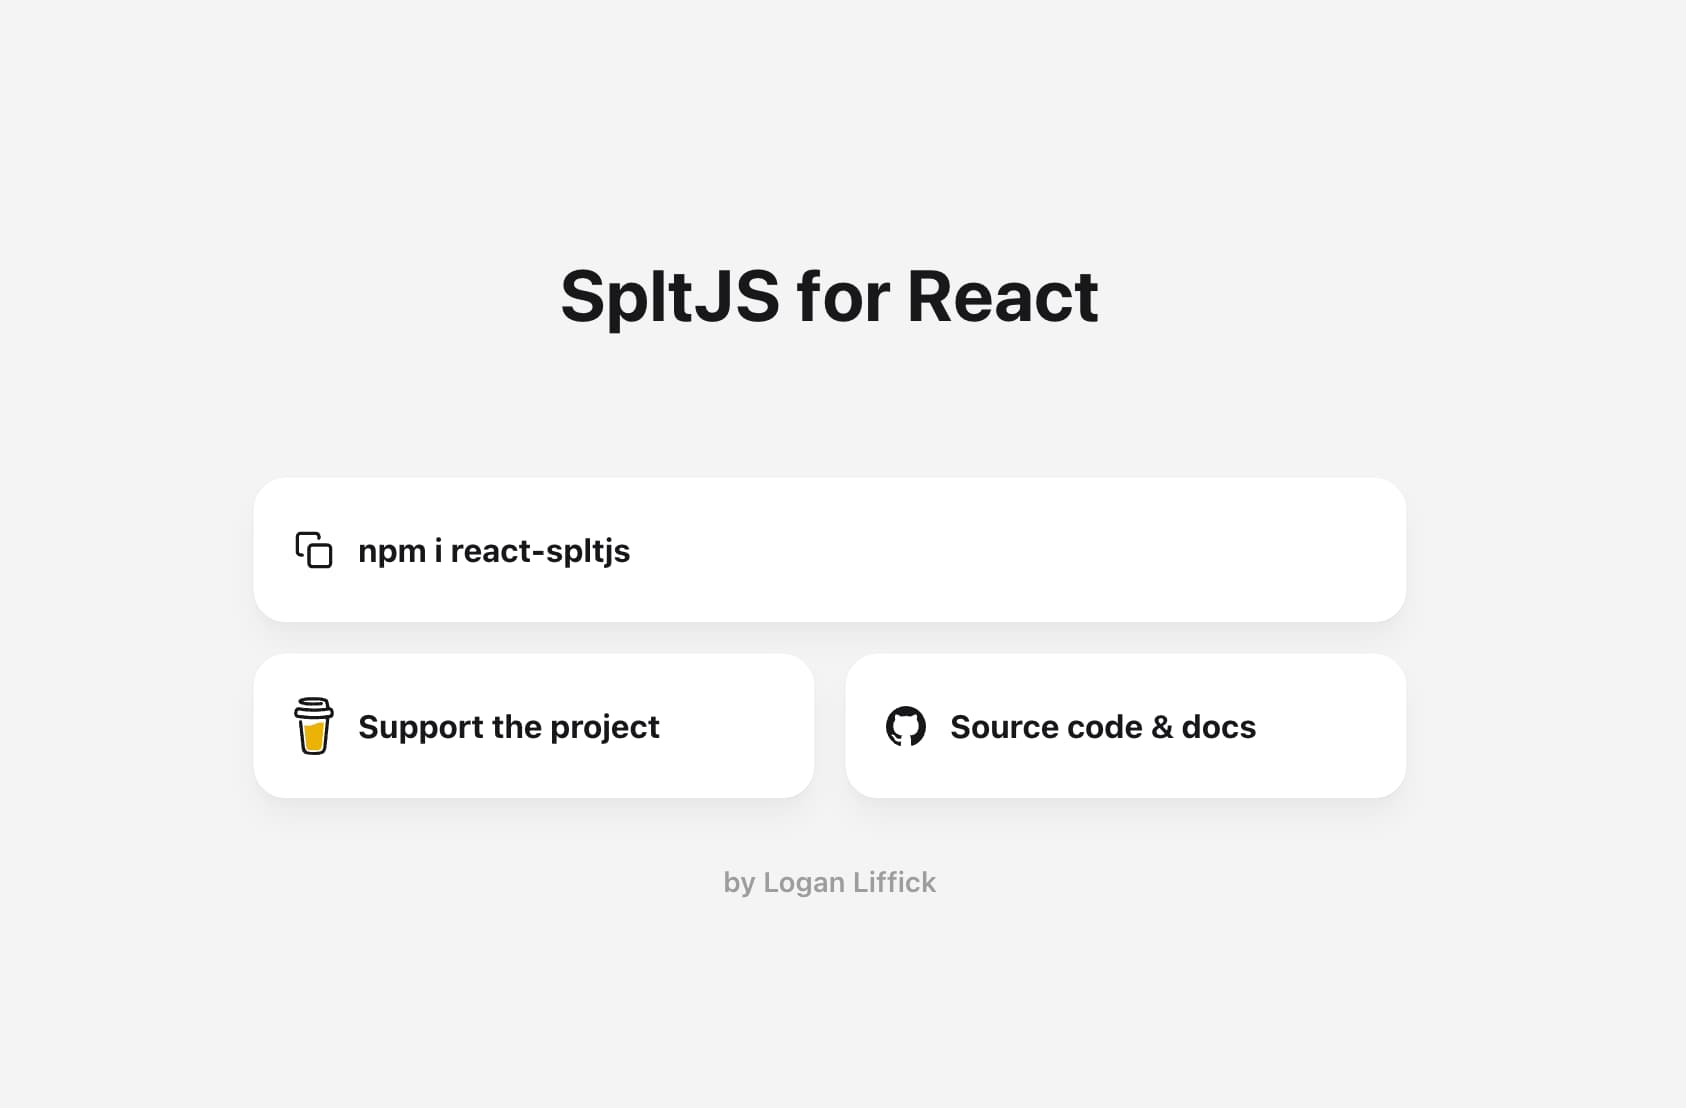 SpltJS for React
npm i react-spltjs
Support the project
Source code & docs
by Logan Liffick